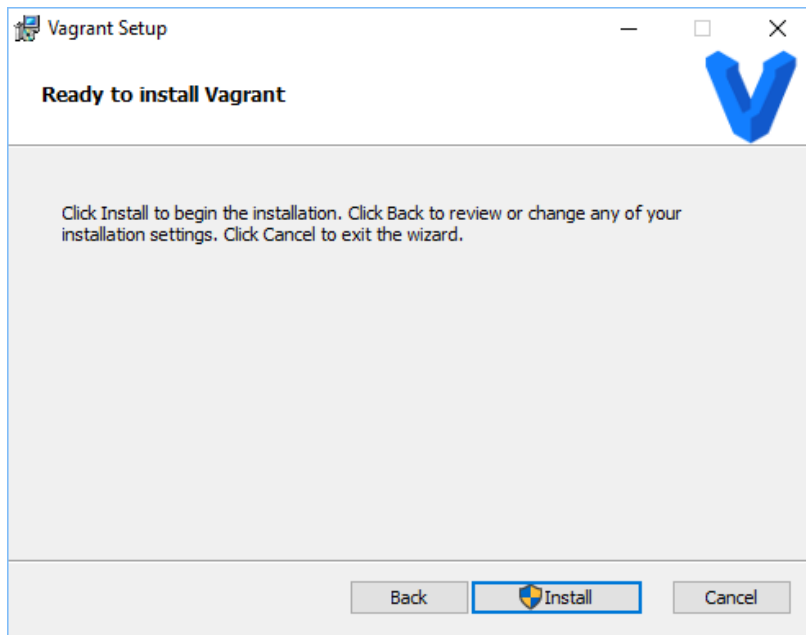 Vagrant Setup
Ready to install Vagrant
Click Install to begin the installation. Click Back to review or change any of your
installation settings. Click Cancel to exit the wizard.
Back
Install
Cancel